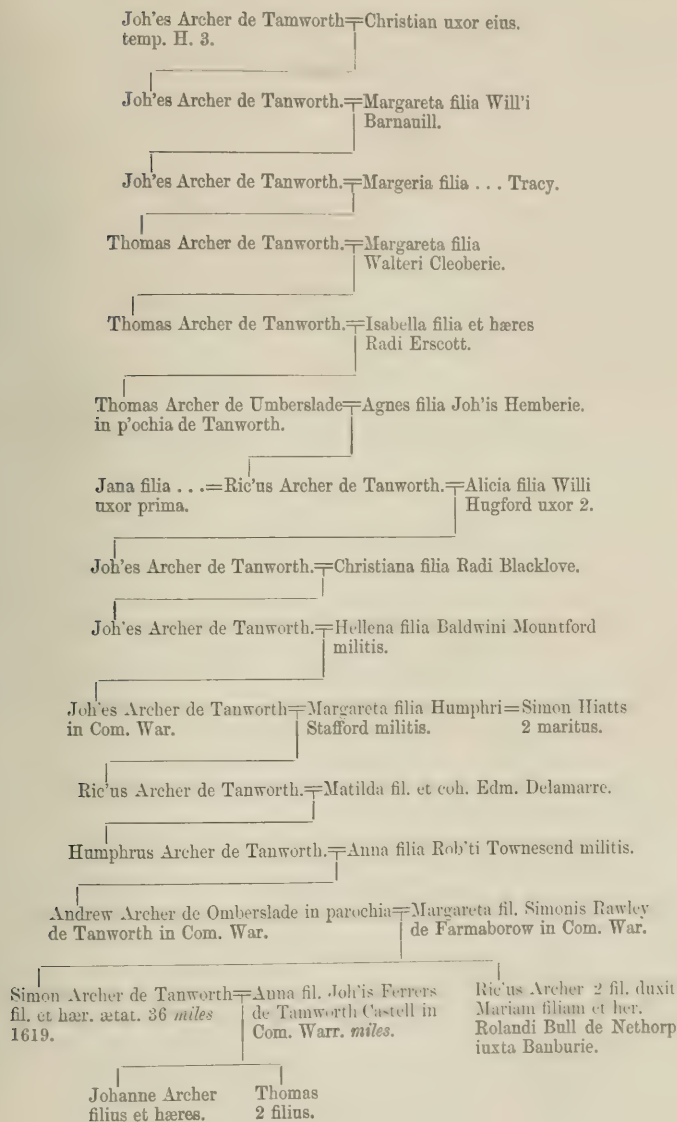 Joh'es Archer de Tamworth=Christian uxor eius.
temp. H. 3.
Joh'es Archer de Tanworth.=Margareta filia Will'i
Barnauill.
Joh'es Archer de Tanworth.=Margeria filia . . . Tracy.
Thomas Archer de Tanworth.=Margareta filia
Walteri Cleoberie.
Thomas Archer de Tanworth.=Isabella filia et hæres
Radi Erscott.
Thomas Archer de Umberslade=Agnes filia Joh'is Hemberie.
in p'ochia de Tanworth.
Jana filia . . .=Ric'us Archer de Tanworth.=Alicia filia Willi
uxor prima. Hugford uxor 2.
Joh'es Archer de Tanworth.=Christiana filia Radi Blacklove.
Joh'es Archer de Tanworth.=Hellena filia Baldwini Mountford
militis.
Joh'es Archer de Tanworth=Margareta filia Humphri=Simon Hiatts
in Com. War. Stafford militis. 2 maritus.
Ric'us Archer de Tanworth.=Matilda fil. et coh. Edm. Delamarre.
Humphrus Archer de Tanworth.=Anna filia Rob'ti Townesend militis.
Andrew Archer de Omberslade in parochia=Margareta fil. Simonis Rawley
de Tanworth in Com. War. de Farmaborow in Com. War.
Simon Archer de Tanworth=Anna fil. Joh'is Ferrers
fil. et hær. ætat. 36 miles de Tamworth Castell in
1619. Com. Warr. miles.
Ric'us Archer 2 fil. duxit
Mariam filiam et her.
Rolandi Bull de Nethorp
iuxta Banburie.
Johanne Archer Thomas
filius et hæres. 2 filius.